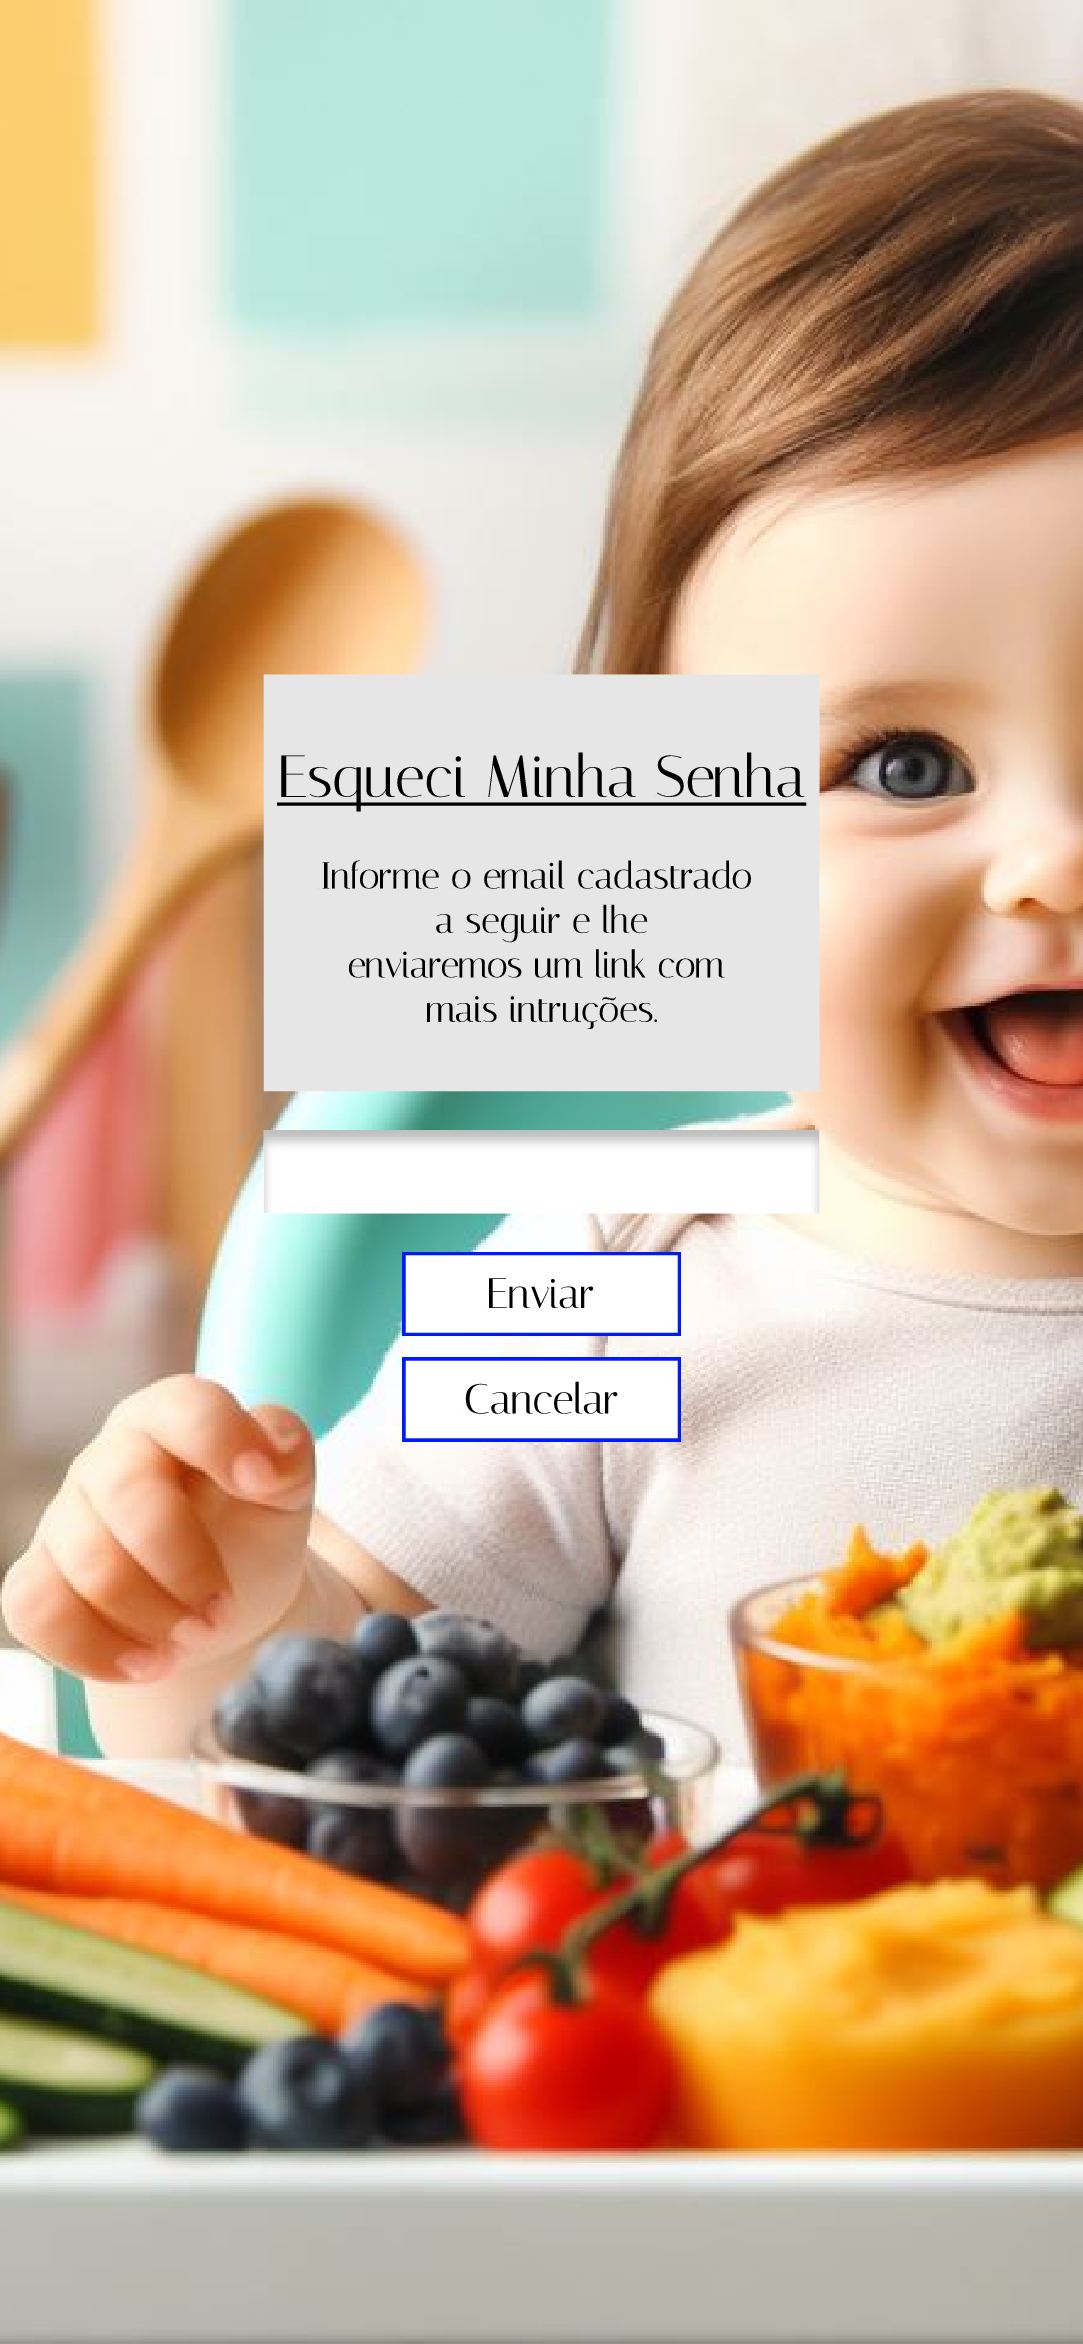 Esqueci Minha Senha
Informe o email cadastrado
a seguir e lhe
enviaremos um link com
mais intruções.
Enviar
Cancelar